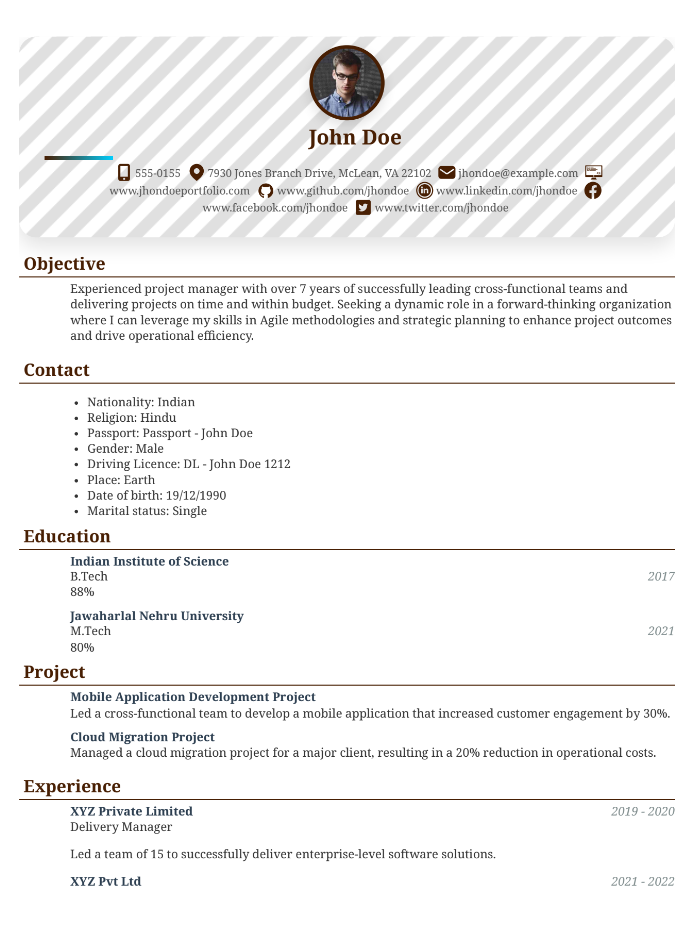 John Doe
555-0155 7930 Jones Branch Drive, McLean, VA 22102 jhondoe@example.com
www.jhondoeportfolio.com www.github.com/jhondoe www.linkedin.com/jhondoe
www.facebook.com/jhondoe www.twitter.com/jhondoe
Objective
Experienced project manager with over 7 years of successfully leading cross-functional teams and
delivering projects on time and within budget. Seeking a dynamic role in a forward-thinking organization
where I can leverage my skills in Agile methodologies and strategic planning to enhance project outcomes
and drive operational efficiency.
Contact
• Nationality: Indian
• Religion: Hindu
• Passport: Passport - John Doe
• Gender: Male
• Driving Licence: DL - John Doe 1212
• Place: Earth
• Date of birth: 19/12/1990
• Marital status: Single
Education
Indian Institute of Science
B.Tech 2017
88%
Jawaharlal Nehru University
M.Tech 2021
80%
Project
Mobile Application Development Project
Led a cross-functional team to develop a mobile application that increased customer engagement by 30%.
Cloud Migration Project
Managed a cloud migration project for a major client, resulting in a 20% reduction in operational costs.
Experience
XYZ Private Limited 2019 - 2020
Delivery Manager
Led a team of 15 to successfully deliver enterprise-level software solutions.
XYZ Pvt Ltd 2021 - 2022